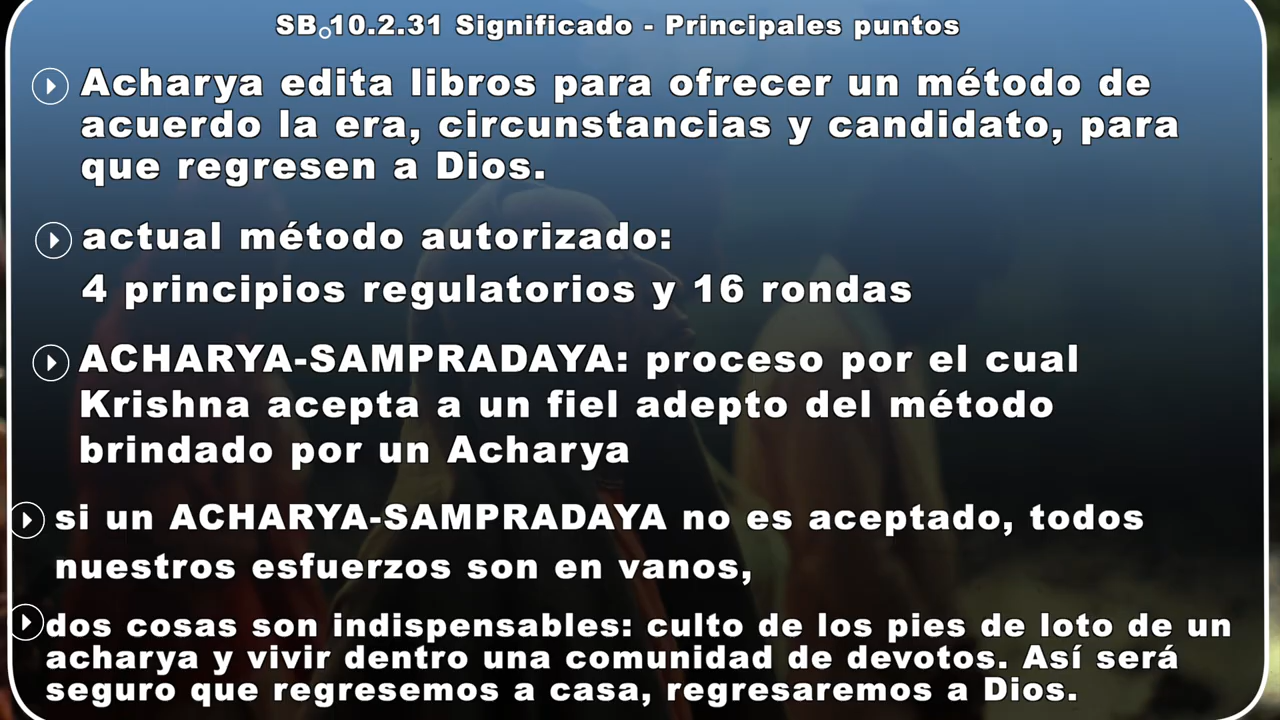 SB 10.2.31 Significado - Principales puntos
Acharya edita libros para ofrecer un método de
acuerdo la era, circunstancias y candidato, para
que regresen a Dios.
actual método autorizado:
4 principios regulatorios y 16 rondas
ACHARYA-SAMPRADAYA: proceso por el cual
Krishna acepta a un fiel adepto del método
brindado por un Acharya
si un ACHARYA-SAMPRADAYA no es aceptado, todos
nuestros esfuerzos son en vanos,
dos cosas son indispensables: culto de los pies de loto de un
acharya y vivir dentro una comunidad de devotos. Así será
seguro que regresemos a casa, regresaremos a Dios.